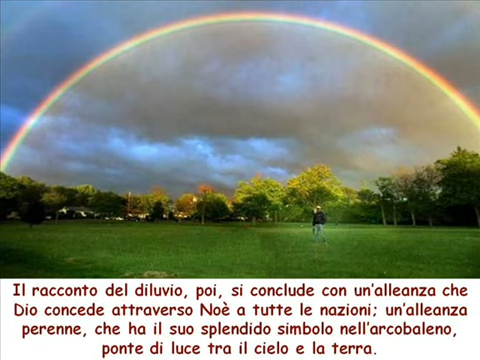 Il racconto del diluvio, poi, si conclude con un'alleanza che
Dio concede attraverso Noè a tutte le nazioni; un'alleanza
perenne, che ha il suo splendido simbolo nell'arcobaleno,
ponte di luce tra il cielo e la terra.